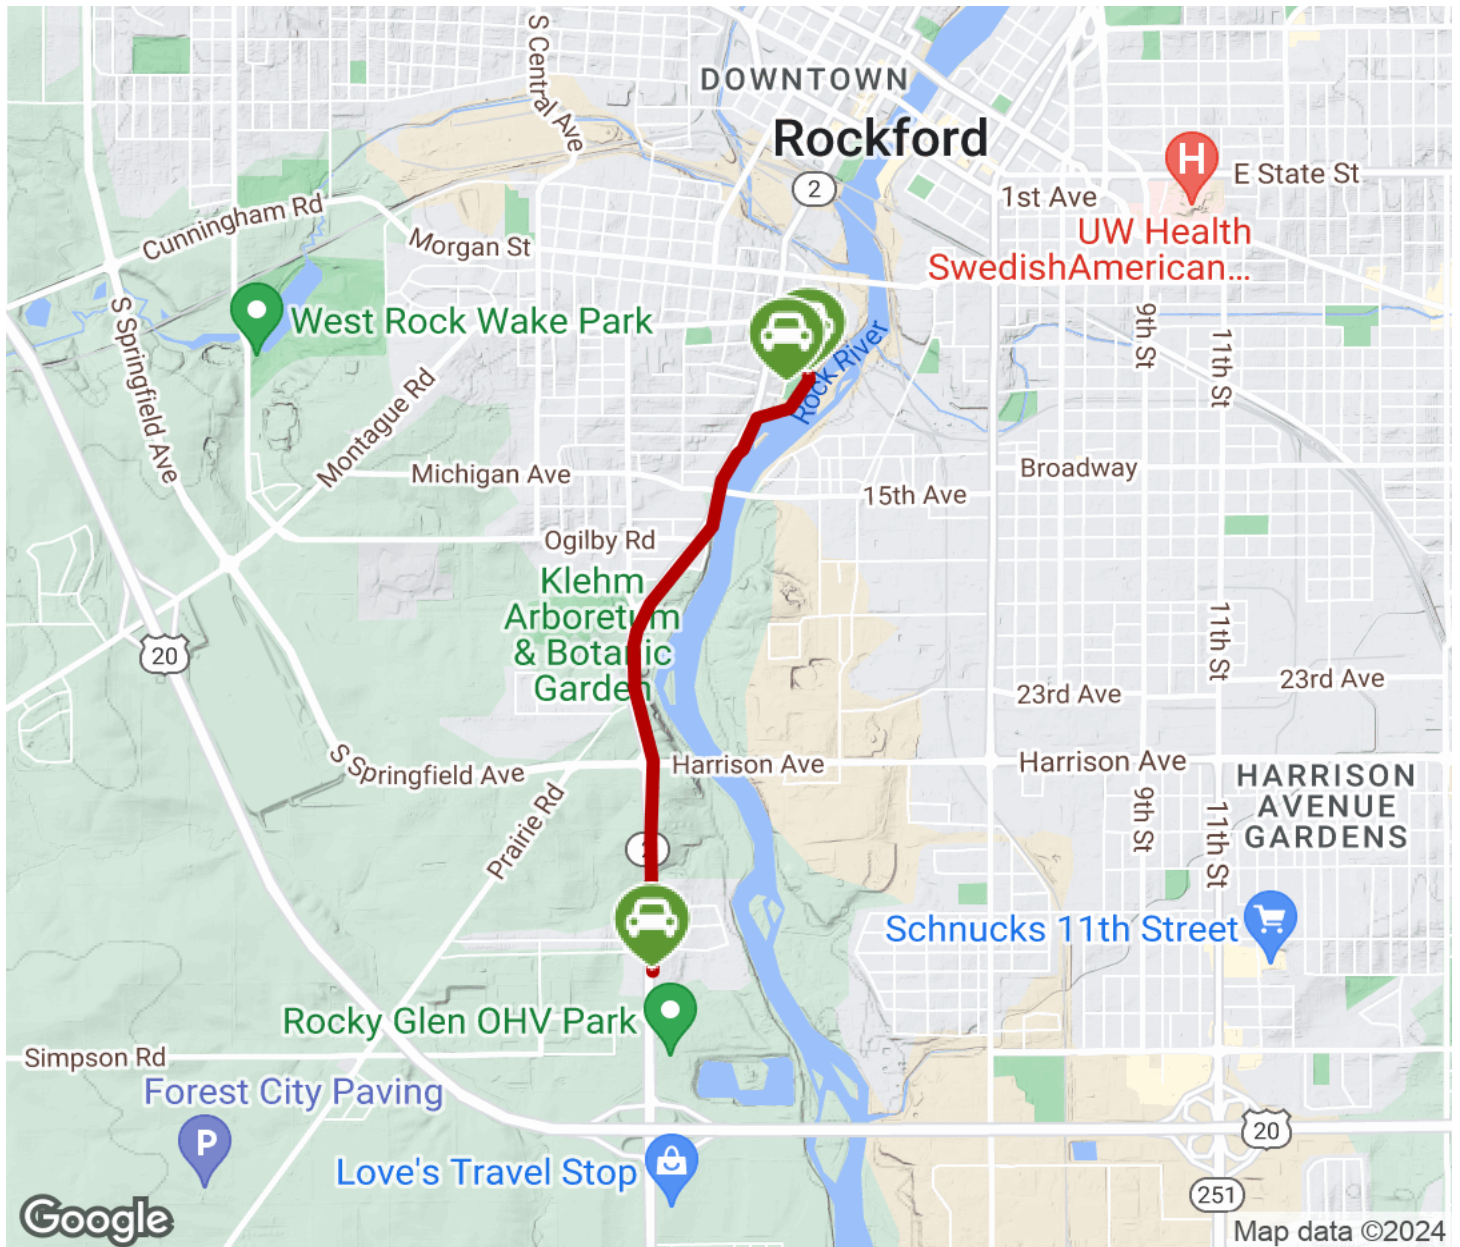 S Central Ave
DOWNTOWN
Rockford
2
H
E State St
1st Ave
Cunningham Rd
Morgan St
UW Health
SwedishAmerican...
S Springfield Ave
West Rock Wake Park
Rock River
9th St
11th St
Montague Rd
Michigan Ave
Broadway
15th Ave
Ogilby Rd
Klehm
Arboretum
& Botanic
Garden
20
11th St
23rd Ave
23rd Ave
S Springfield Ave
Harrison Ave
Harrison Ave
HARRISON
AVENUE
GARDENS
Prairie Rd
9th St
11th St
2
Schnucks 11th Street
Rocky Glen OHV Park
Simpson Rd
Forest City Paving
P
20
Love's Travel Stop
251
Google
Map data ©2024